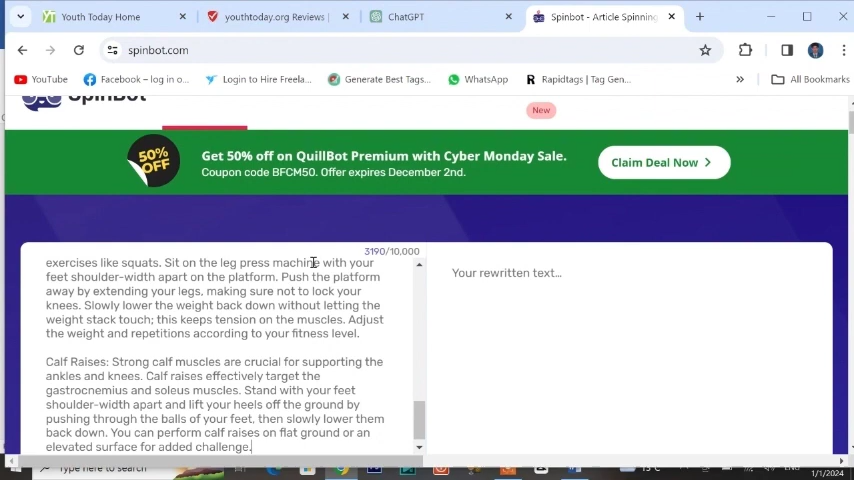 Youth Today Home
youthtoday.org Reviews |
ChatGPT
Spinbot - Article Spinning
spinbot.com
YouTube
Facebook – log in o...
Login to Hire Freela...
Generate Best Tags...
WhatsApp
Rapidtags | Tag Gen...
»
All Bookmarks
SpinBot
New
50% OFF
Get 50% off on QuillBot Premium with Cyber Monday Sale.
Coupon code BFCM50. Offer expires December 2nd.
Claim Deal Now
3190/10,000
exercises like squats. Sit on the leg press machine with your
feet shoulder-width apart on the platform. Push the platform
away by extending your legs, making sure not to lock your
knees. Slowly lower the weight back down without letting the
weight stack touch; this keeps tension on the muscles. Adjust
the weight and repetitions according to your fitness level.
Calf Raises: Strong calf muscles are crucial for supporting the
ankles and knees. Calf raises effectively target the
gastrocnemius and soleus muscles. Stand with your feet
shoulder-width apart and lift your heels off the ground by
pushing through the balls of your feet, then slowly lower them
back down. You can perform calf raises on flat ground or an
elevated surface for added challenge.
Your rewritten text...
Type here to search
1/1/2024